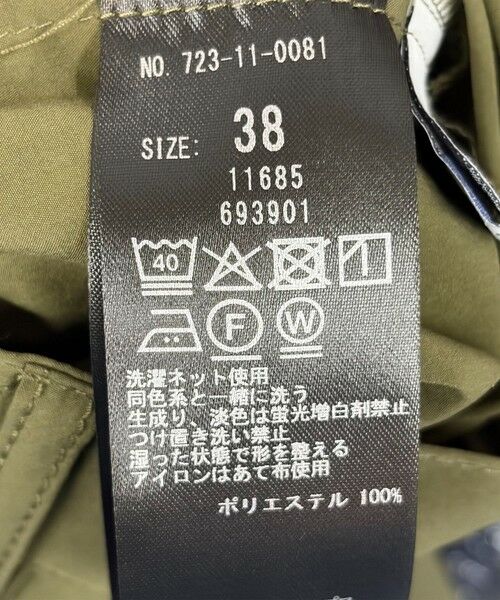 NO. 723-11-0081
SIZE: 38
11685
693901
40
F W
洗濯ネット使用
同色系と一緒に洗う
生成り、淡色は蛍光増白剤禁止
つけ置き洗い禁止
湿った状態で形を整える
アイロンはあて布使用
ポリエステル 100%